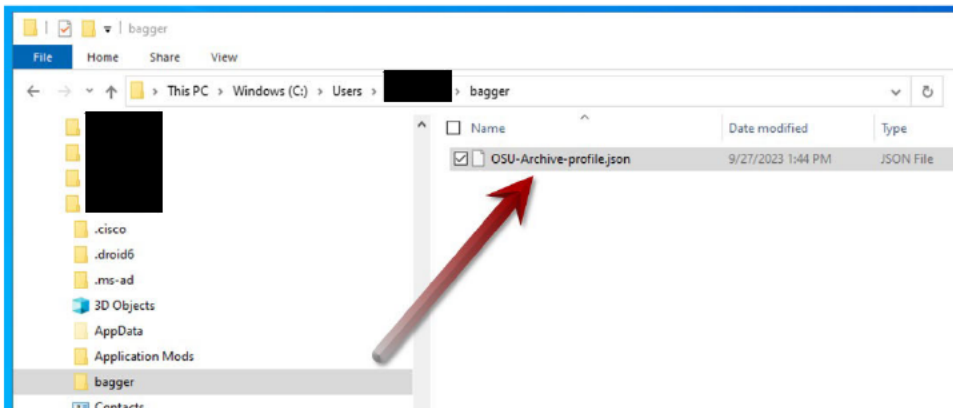 bagger
File Home Share View
This PC > Windows (C:) > Users > > bagger
Name Date modified Type
OSU-Archive-profile.json 9/27/2023 1:44 PM JSON File
.cisco
.droid6
.ms-ad
3D Objects
AppData
Application Mods
bagger
Contacts